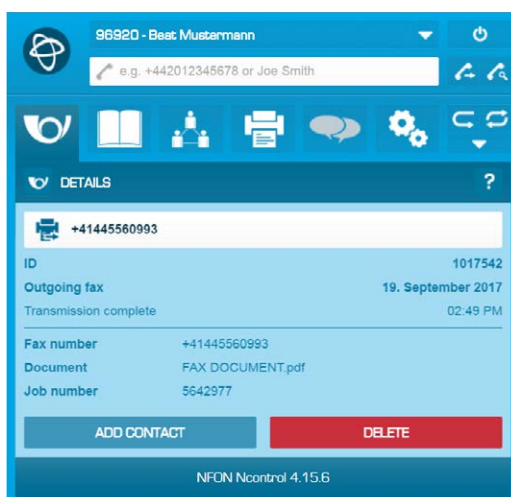 96920 - Beat Mustermann
e.g. +442012345678 or Joe Smith
DETAILS ?
+41445560993
ID 1017542
Outgoing fax 19. September 2017
Transmission complete 02:49 PM
Fax number +41445560993
Document FAX DOCUMENT.pdf
Job number 5642977
ADD CONTACT DELETE
NFON Ncontrol 4.15.6